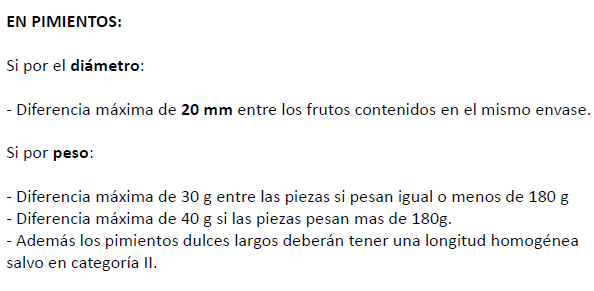 EN PIMIENTOS:
Si por el diámetro:
- Diferencia máxima de 20 mm entre los frutos contenidos en el mismo envase.
Si por peso:
- Diferencia máxima de 30 g entre las piezas si pesan igual o menos de 180 g
- Diferencia máxima de 40 g si las piezas pesan mas de 180g.
- Además los pimientos dulces largos deberán tener una longitud homogénea
salvo en categoría II.